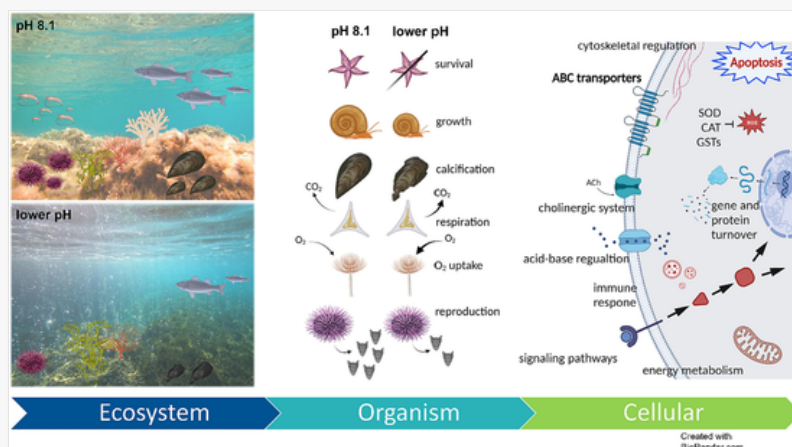 pH 8.1
lower pH
pH 8.1
lower pH
survival
growth
calcification
CO₂
CO₂
respiration
O₂
O₂
O₂ uptake
reproduction
cytoskeletal regulation
Apoptosis
ABC transporters
SOD
CAT
GSTs
ACh
cholinergic system
gene and
protein
turnover
acid-base regualtion
immune
respone
signaling pathways
energy metabolism
Ecosystem
Organism
Cellular
Created with
BioRender.com